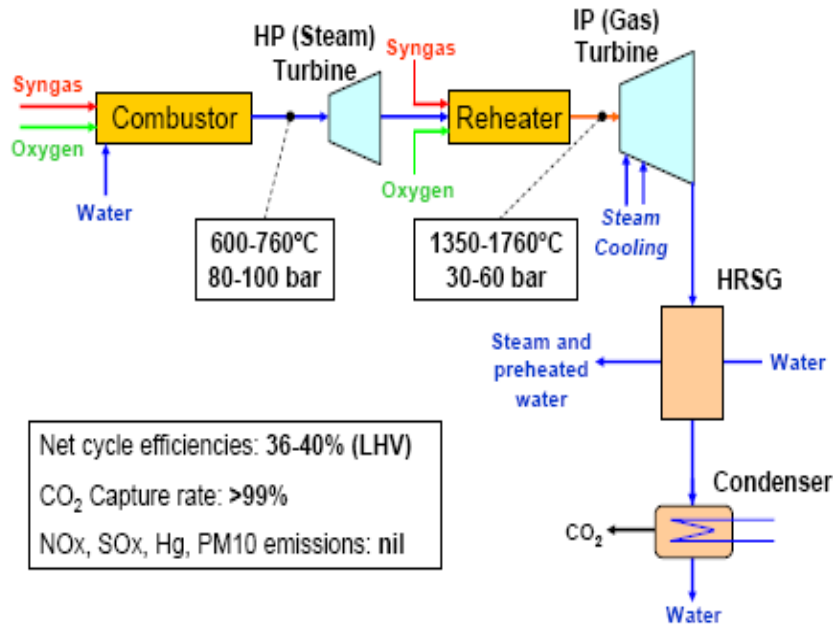 HP (Steam)
Turbine
IP (Gas)
Turbine
Syngas
Syngas
Combustor
Reheater
Oxygen
Oxygen
Water
Steam
Cooling
600-760°C
80-100 bar
1350-1760°C
30-60 bar
HRSG
Steam and
preheated
water
Water
Net cycle efficiencies: 36-40% (LHV)
CO₂ Capture rate: >99%
NOx, SOx, Hg, PM10 emissions: nil
Condenser
CO₂
Water